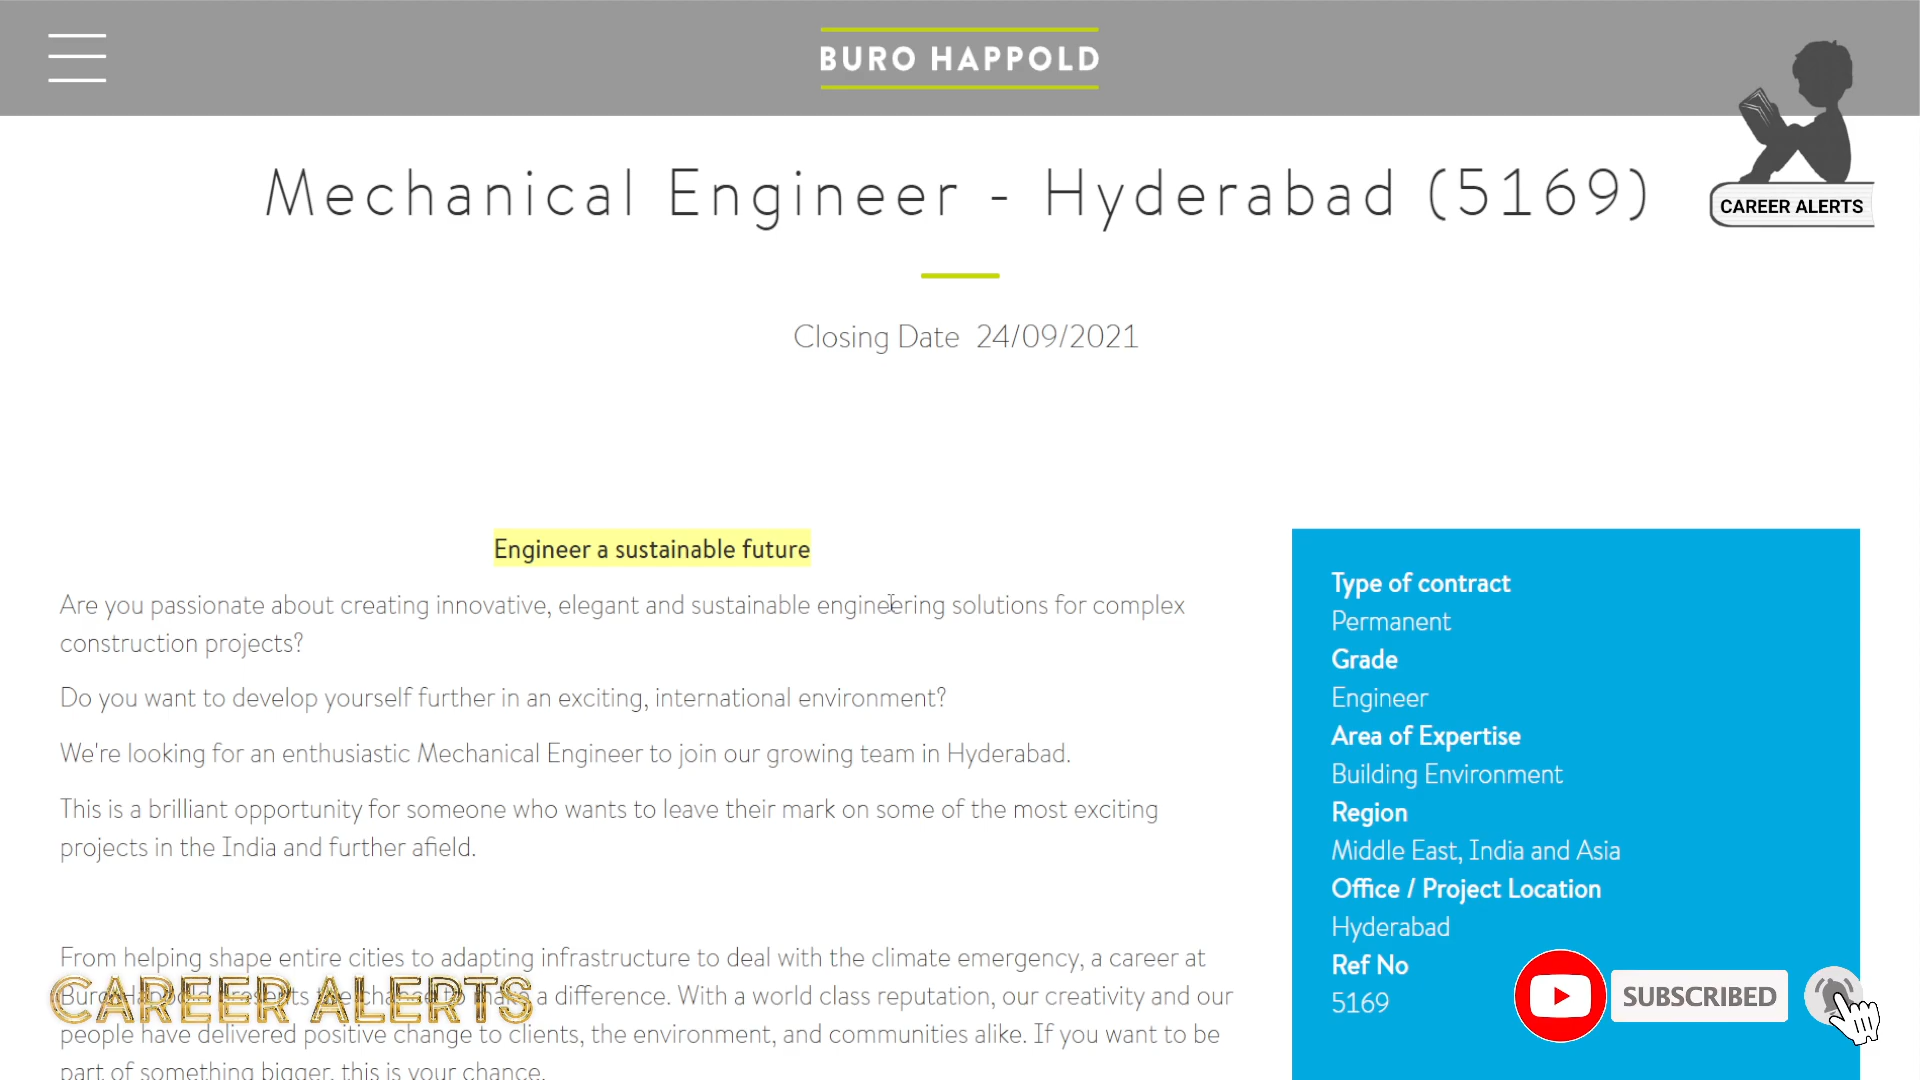 BURO HAPPOLD
CAREER ALERTS
Mechanical Engineer - Hyderabad (5169)
Closing Date 24/09/2021
Engineer a sustainable future
Are you passionate about creating innovative, elegant and sustainable engineering solutions for complex
construction projects?
Do you want to develop yourself further in an exciting, international environment?
We're looking for an enthusiastic Mechanical Engineer to join our growing team in Hyderabad.
This is a brilliant opportunity for someone who wants to leave their mark on some of the most exciting
projects in the India and further afield.
From helping shape entire cities to adapting infrastructure to deal with the climate emergency, a career at
a difference. With a world class reputation, our creativity and our
people have delivered positive change to clients, the environment, and communities alike. If you want to be
part of something bigger, this is your chance.
CAREER ALERTS
Type of contract
Permanent
Grade
Engineer
Area of Expertise
Building Environment
Region
Middle East, India and Asia
Office / Project Location
Hyderabad
Ref No
5169
SUBSCRIBED